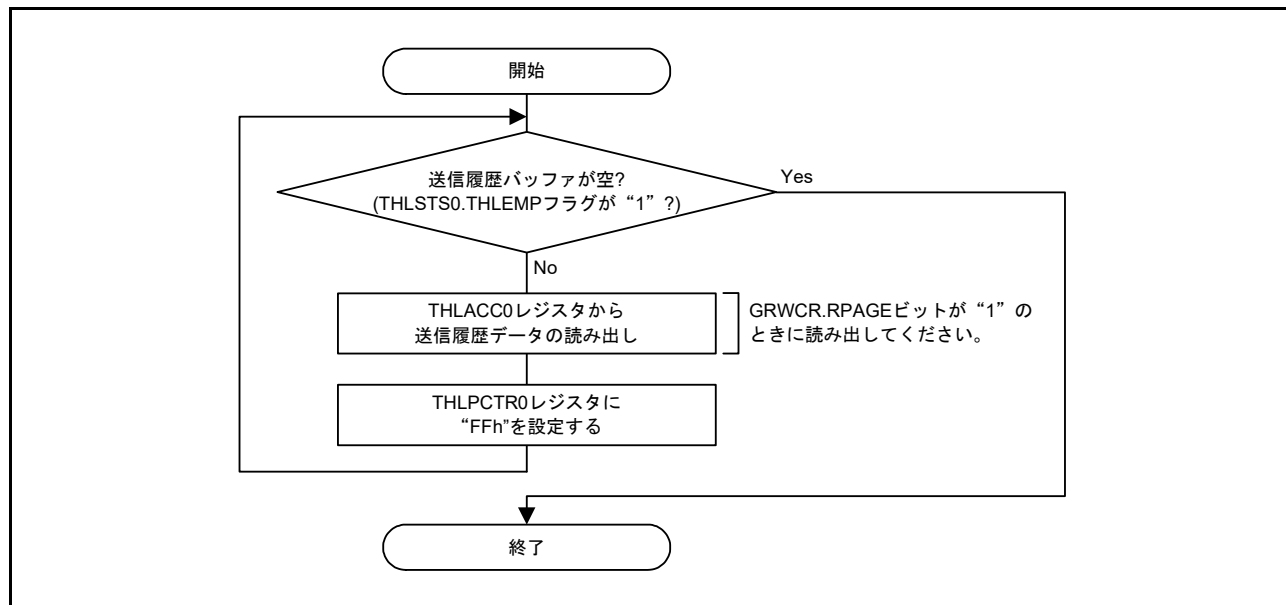 開始
送信履歴バッファが空?
(THLSTS0.THLEMPフラグが“1”?)
Yes
No
THLACC0レジスタから
送信履歴データの読み出し
GRWCR.RPAGEビットが“1”の
ときに読み出してください。
THLPCTR0レジスタに
“FFh”を設定する
終了